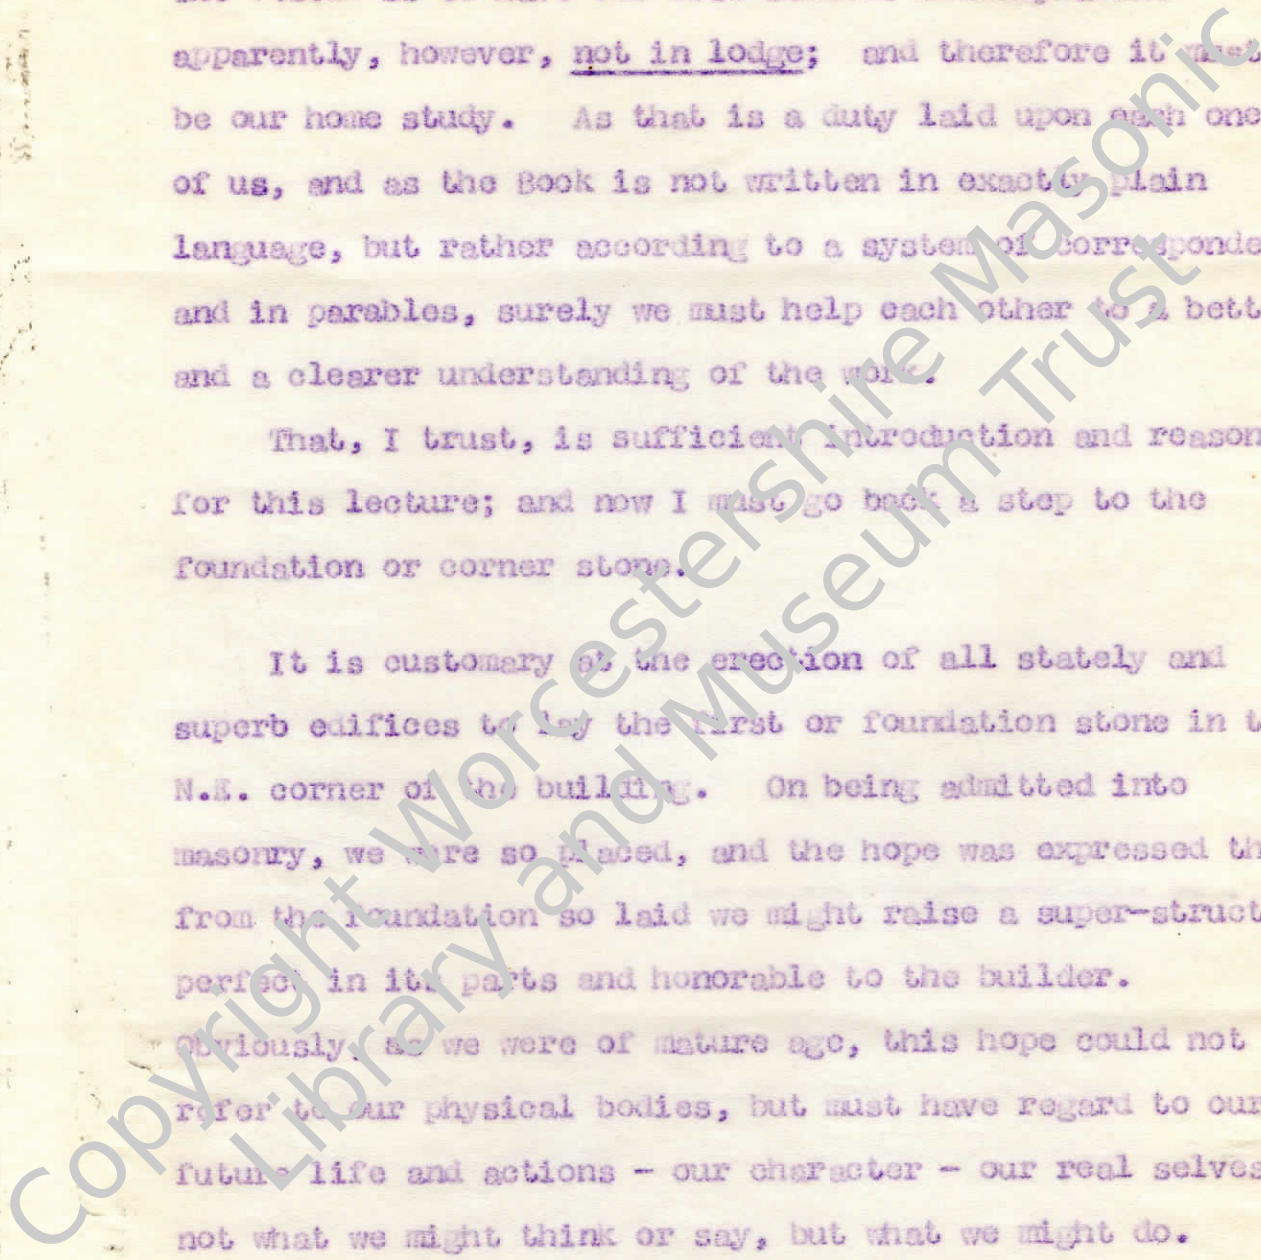 apparently, however, not in lodge; and therefore it must
be our home study. As that is a duty laid upon each one
of us, and as the Book is not written in exactly plain
language, but rather according to a system of corresponde
and in parables, surely we must help each other to a bett
and a clearer understanding of the work.
That, I trust, is sufficient introduction and reason
for this lecture; and now I must go back a step to the
foundation or corner stone.
It is customary at the erection of all stately and
superb edifices to lay the first or foundation stone in t
N.E. corner of the building. On being admitted into
masonry, we were so placed, and the hope was expressed th
from the foundation so laid we might raise a super-struct
perfect in its parts and honorable to the builder.
Obviously, as we were of mature age, this hope could not
refer to our physical bodies, but must have regard to our
future life and actions - our character - our real selves
not what we might think or say, but what we might do.
Copyright Worcestershire Masonic
Library and Museum Trust